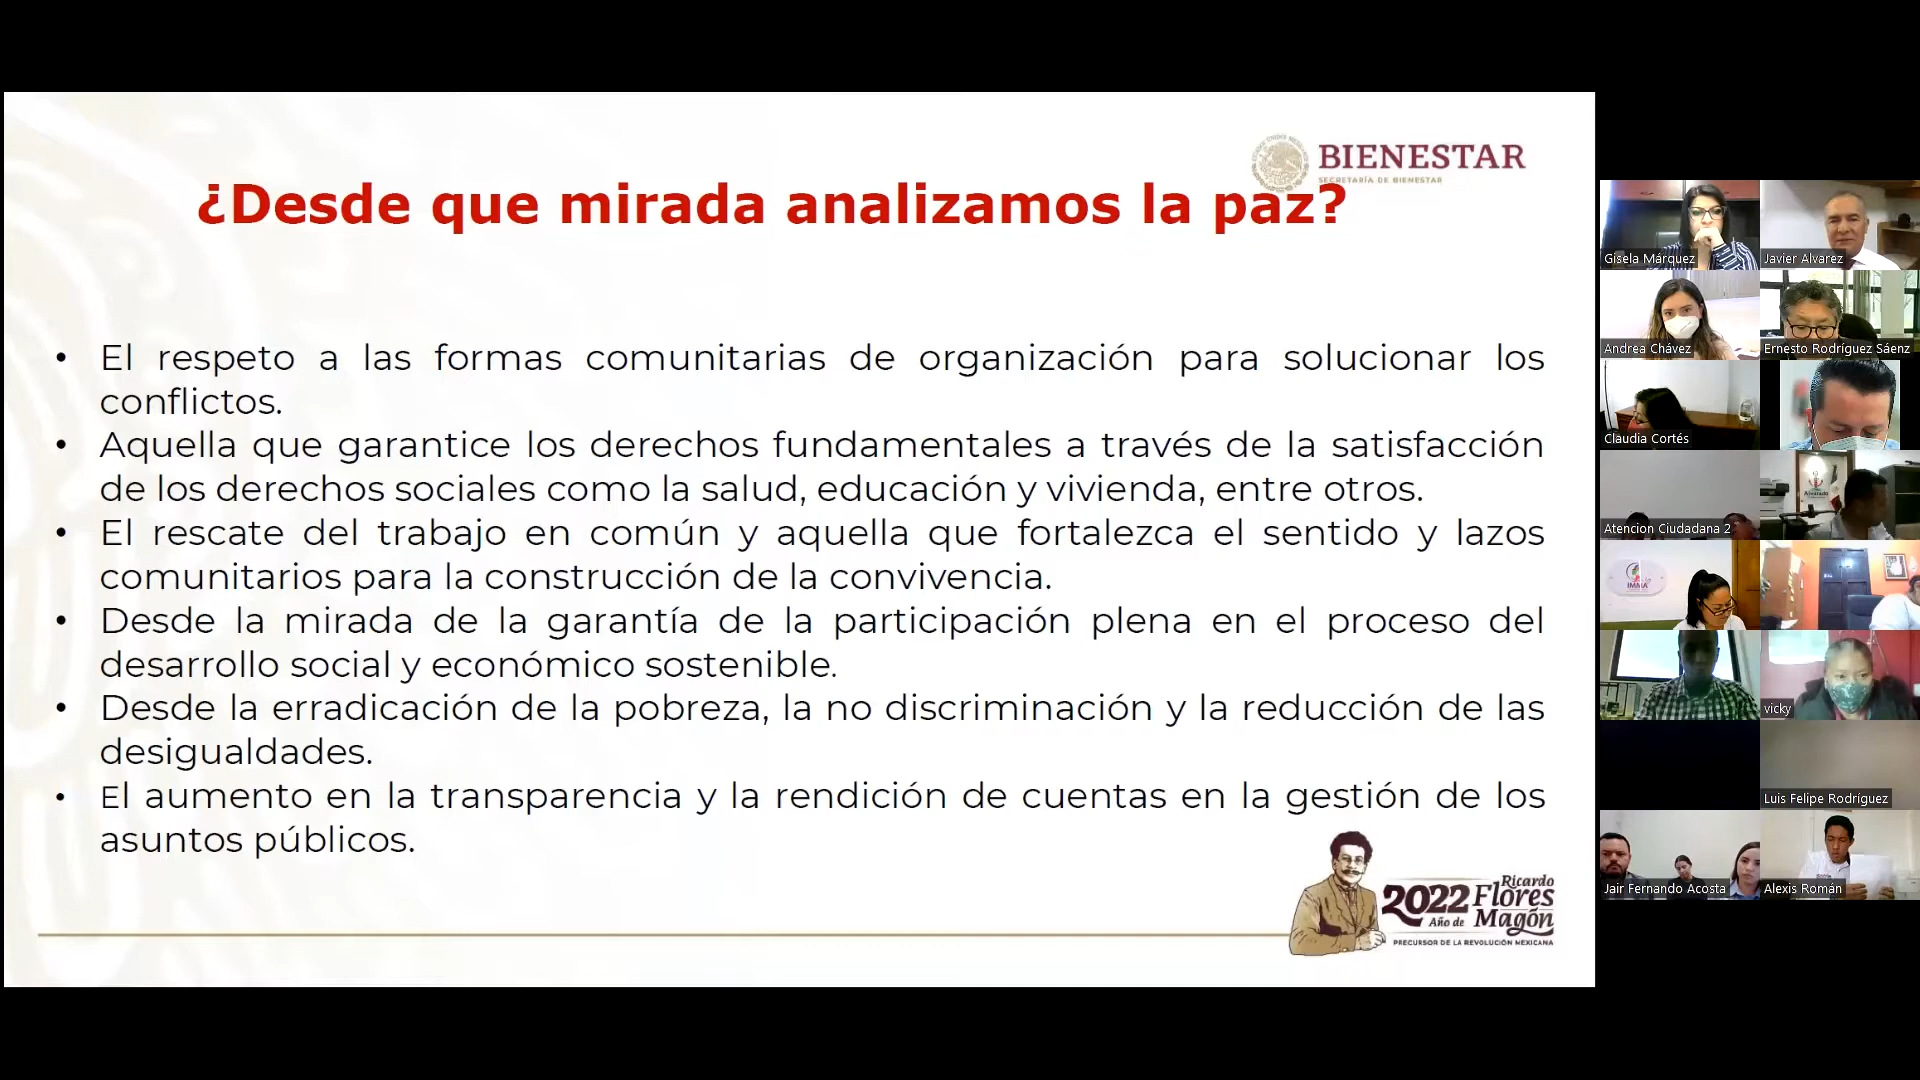 BIENESTAR
SECRETARÍA DE BIENESTAR
¿Desde que mirada analizamos la paz?
• El respeto a las formas comunitarias de organización para solucionar los
conflictos.
• Aquella que garantice los derechos fundamentales a través de la satisfacción
de los derechos sociales como la salud, educación y vivienda, entre otros.
• El rescate del trabajo en común y aquella que fortalezca el sentido y lazos
comunitarios para la construcción de la convivencia.
• Desde la mirada de la garantía de la participación plena en el proceso del
desarrollo social y económico sostenible.
• Desde la erradicación de la pobreza, la no discriminación y la reducción de las
desigualdades.
• El aumento en la transparencia y la rendición de cuentas en la gestión de los
asuntos públicos.
2022 Ricardo
Año de Flores
Magón
PRECURSOR DE LA REVOLUCIÓN MEXICANA
Gisela Márquez
Javier Alvarez
Andrea Chávez
Ernesto Rodríguez Sáenz
Claudia Cortés
Atencion Ciudadana 2
vicky
Luis Felipe Rodríguez
Jair Fernando Acosta
Alexis Román